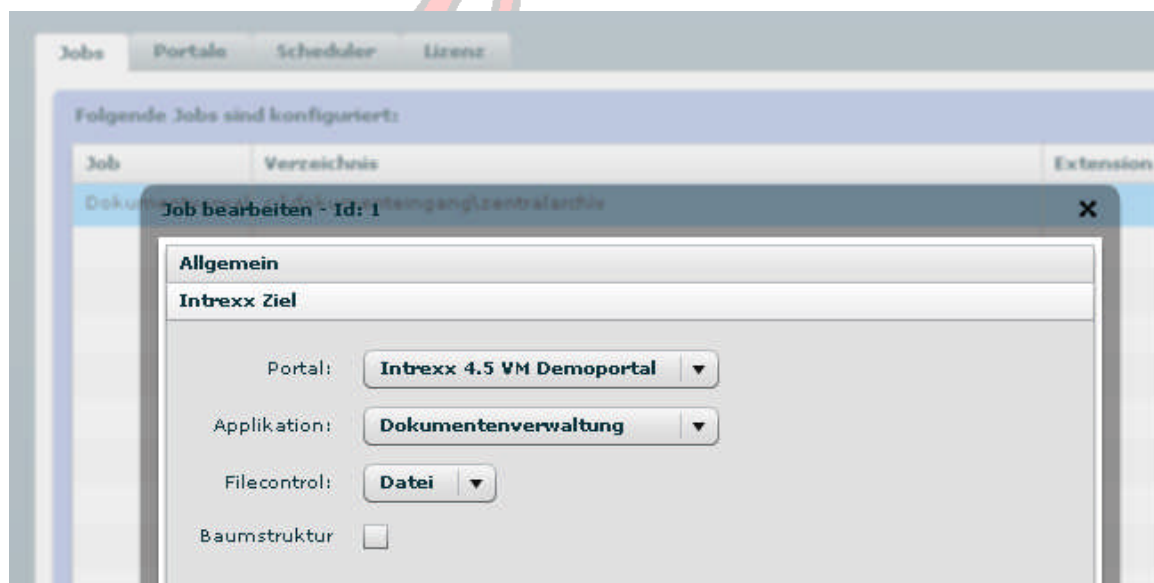 Jobs Portale Scheduler Lizenz
Folgende Jobs sind konfiguriert:
Job Verzeichnis Extension
Job bearbeiten - Id: 1
Allgemein
Intrexx Ziel
Portal: Intrexx 4.5 VM Demoportal
Applikation: Dokumentenverwaltung
Filecontrol: Datei
Baumstruktur